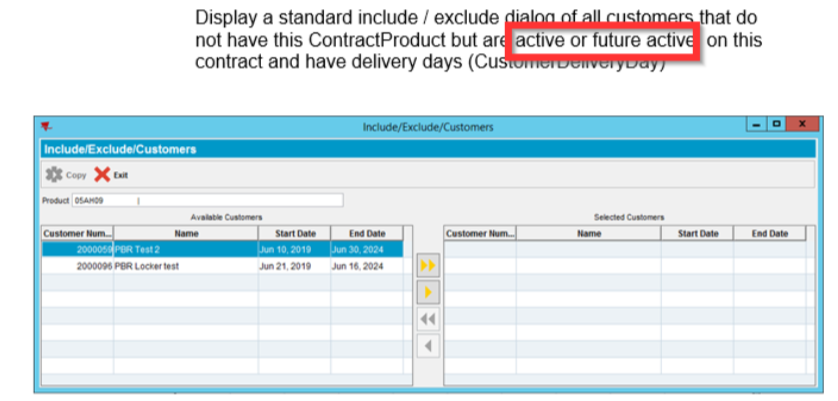 Display a standard include / exclude dialog of all customers that do
not have this ContractProduct but are active or future active on this
contract and have delivery days (CustomerDeliveryDay)
Include/Exclude/Customers
Include/Exclude/Customers
Copy Exit
Product 05AH09
Available Customers Selected Customers
Customer Num... Name Start Date End Date Customer Num... Name Start Date End Date
2000059 PBR Test 2 Jun 10, 2019 Jun 30, 2024
2000096 PBR Locker test Jun 21, 2019 Jun 16, 2024